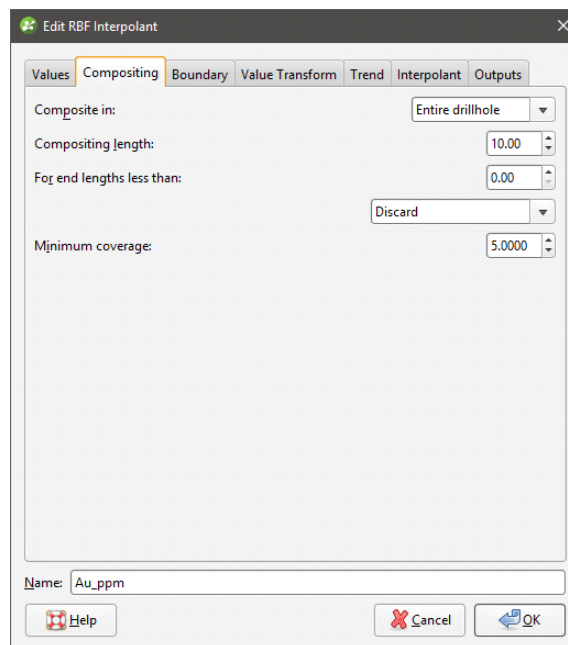 Edit RBF Interpolant
Values Compositing Boundary Value Transform Trend Interpolant Outputs
Composite in: Entire drillhole
Compositing length: 10.00
For end lengths less than: 0.00
Discard
Minimum coverage: 5.0000
Name: Au_ppm
Help Cancel OK